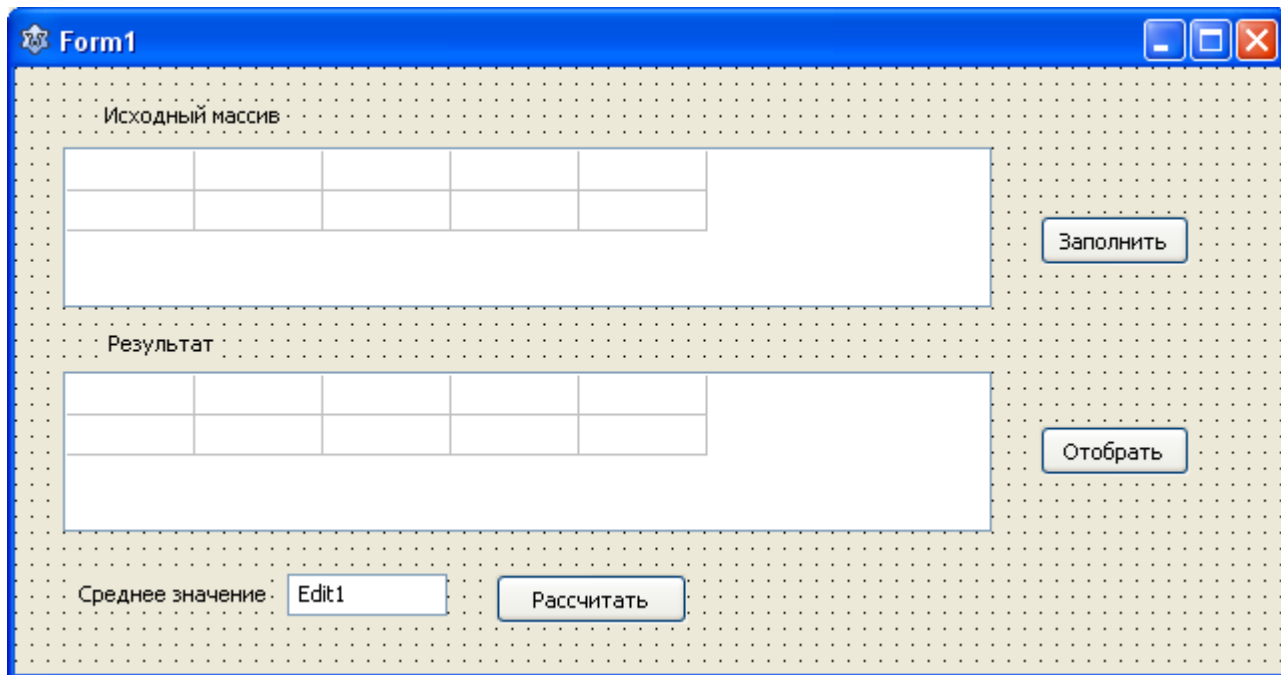 Form1
Исходный массив
Заполнить
Результат
Отобрать
Среднее значение Edit1 Рассчитать